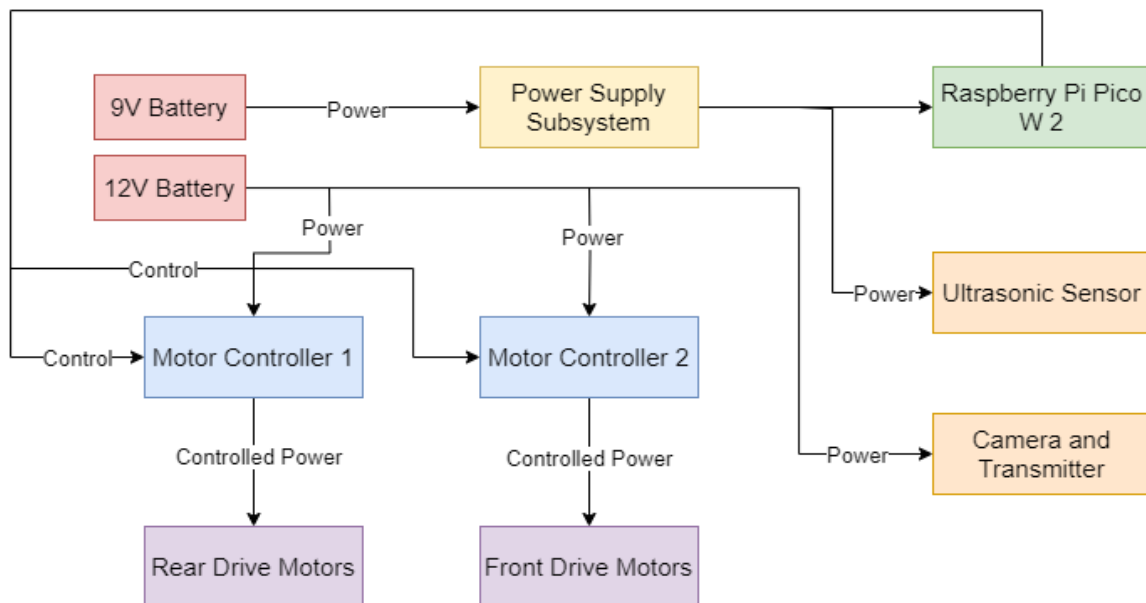 9V Battery
Power
Power Supply
Subsystem
Raspberry Pi Pico
W 2
12V Battery
Power
Power
Control
Power
Ultrasonic Sensor
Control
Motor Controller 1
Motor Controller 2
Controlled Power
Controlled Power
Power
Camera and
Transmitter
Rear Drive Motors
Front Drive Motors